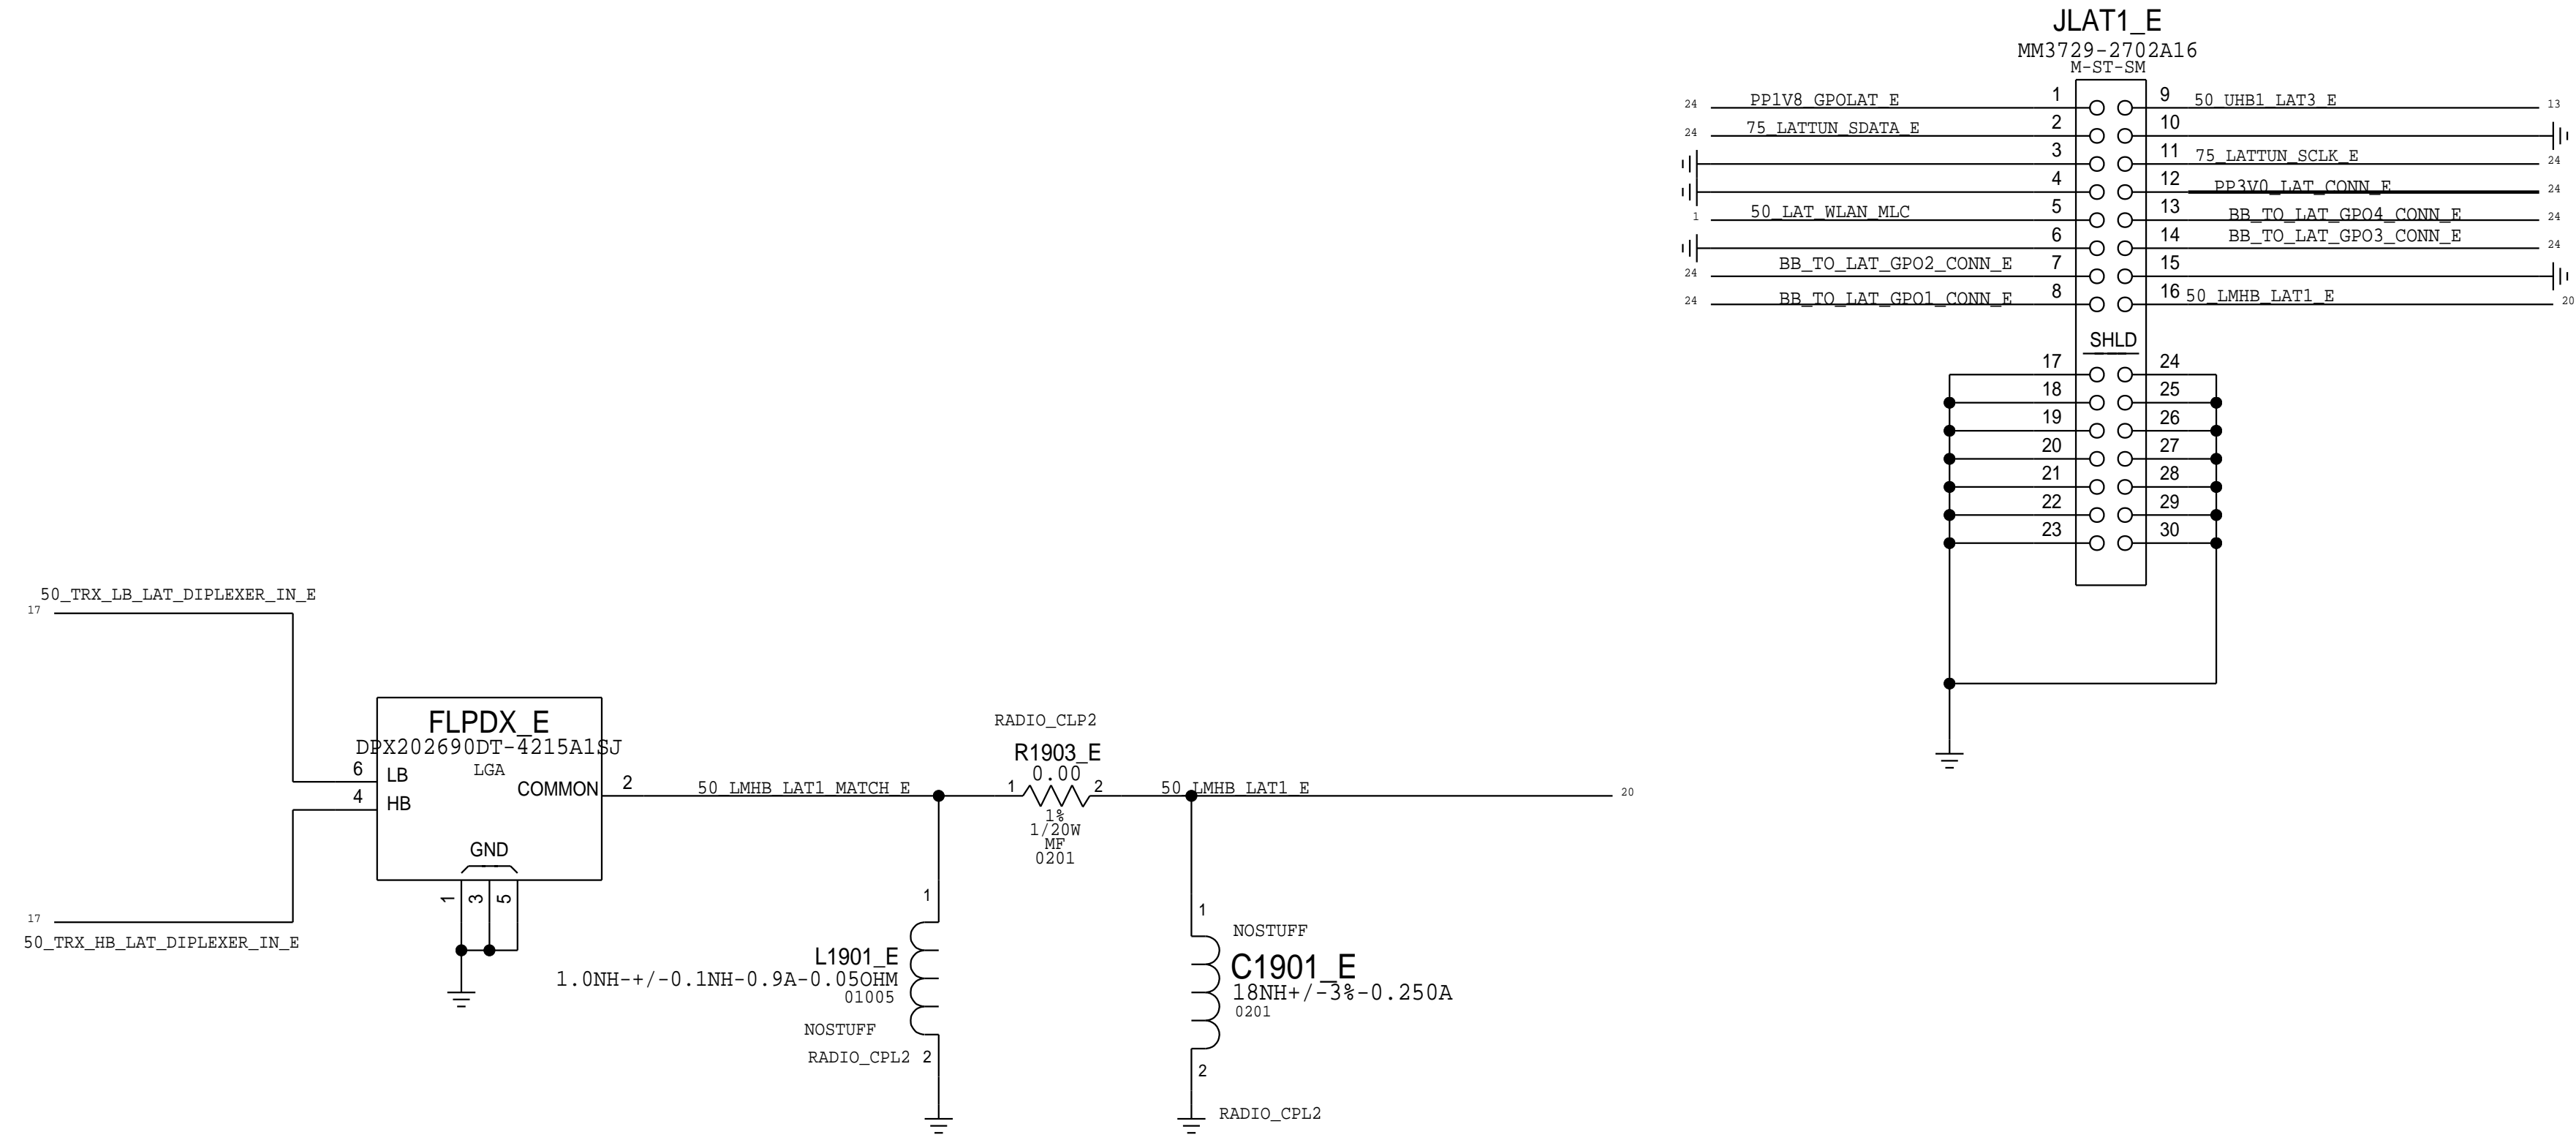 JLAT1_E
MM3729-2702A16
M-ST-SM
24 PP1V8_GPOLAT_E 1 9 50_UHB1_LAT3_E 13
24 75_LATTUN_SDATA_E 2 10
3 11 75_LATTUN_SCLK_E 24
4 12 PP3V0_LAT_CONN_E 24
1 50_LAT_WLAN_MLC 5 13 BB_TO_LAT_GPO4_CONN_E 24
6 14 BB_TO_LAT_GPO3_CONN_E 24
24 BB_TO_LAT_GPO2_CONN_E 7 15
24 BB_TO_LAT_GPO1_CONN_E 8 16 50_LMHB_LAT1_E 20
SHLD
17 24
18 25
19 26
20 27
21 28
22 29
23 30
50_TRX_LB_LAT_DIPLEXER_IN_E
17
FLPDX_E
DPX202690DT-4215A1SJ
LGA
6 LB
4 HB
COMMON 2
GND
1 3 5
17
50_TRX_HB_LAT_DIPLEXER_IN_E
50_LMHB_LAT1_MATCH_E
RADIO_CLP2
R1903_E
0.00
1 2
1%
1/20W
MF
0201
50_LMHB_LAT1_E 20
1
L1901_E
1.0NH-+/-0.1NH-0.9A-0.05OHM
01005
NOSTUFF
RADIO_CPL2 2
1
NOSTUFF
C1901_E
18NH+/-3%-0.250A
0201
2
RADIO_CPL2